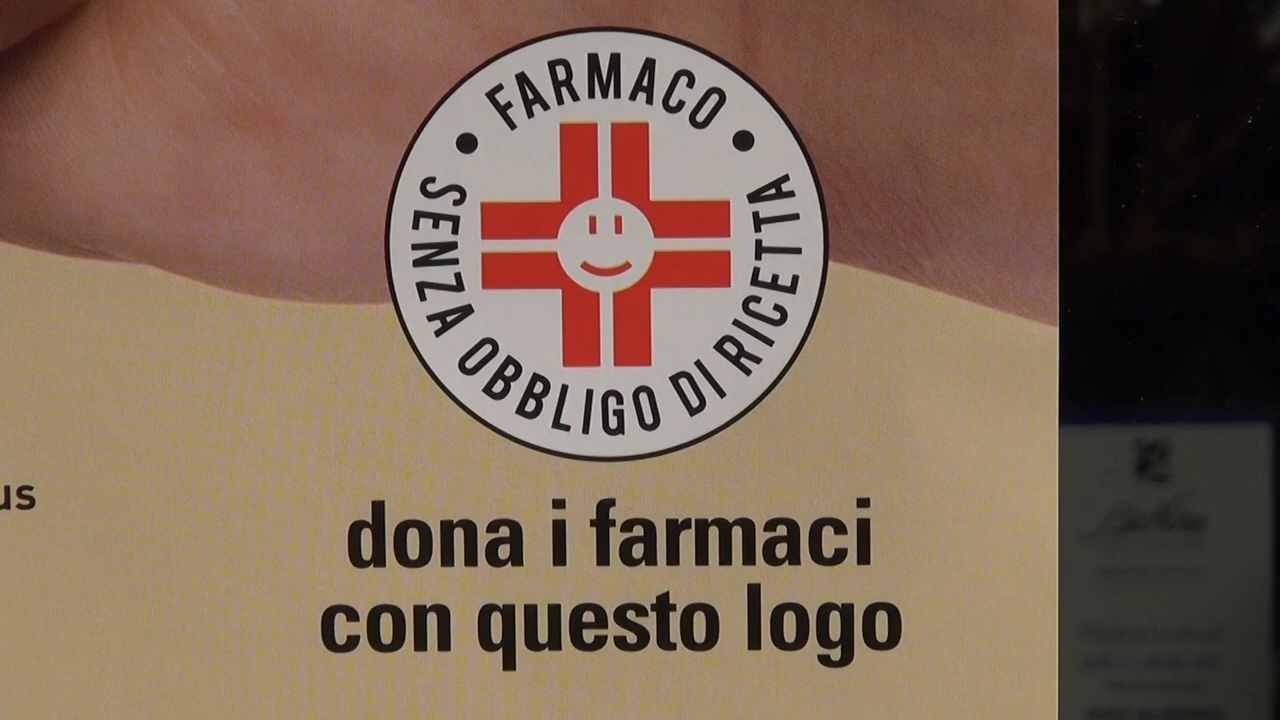 FARMACO
SENZA OBBLIGO DI RICETTA
us
dona i farmaci
con questo logo